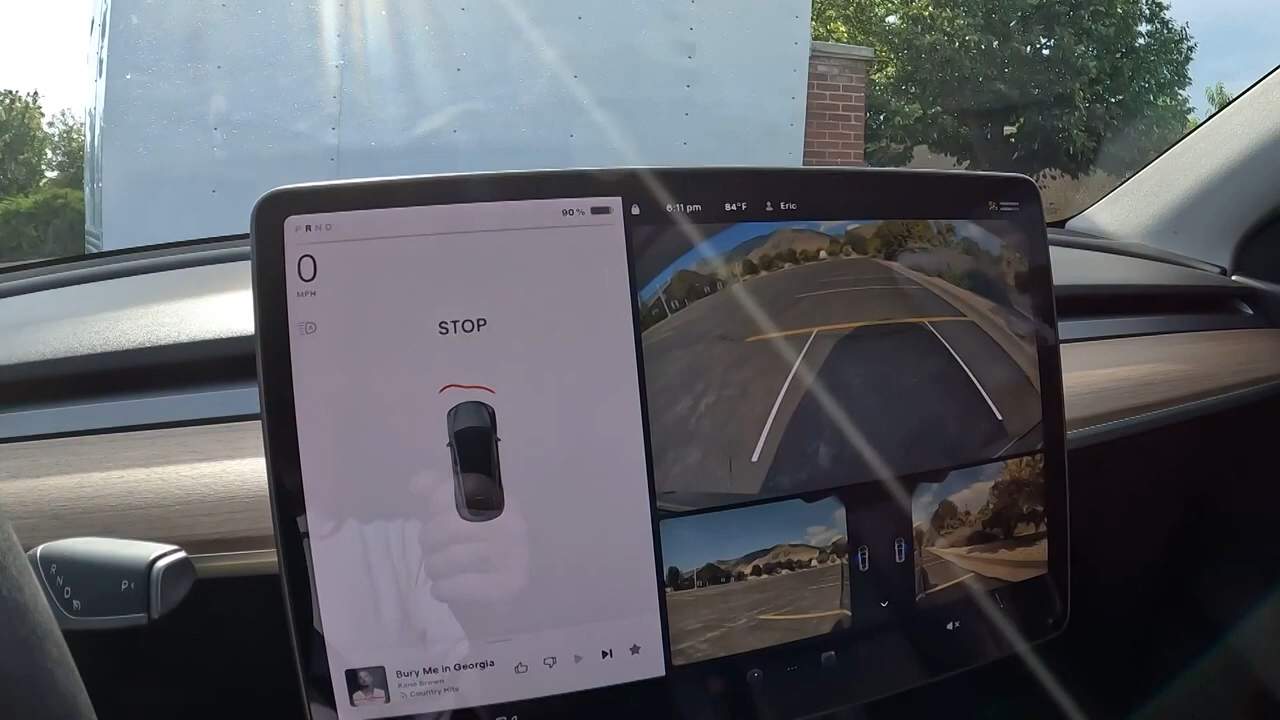 P R N D
90%
6:11 pm 84°F Eric
0
MPH
STOP
Bury Me in Georgia
Kane Brown
Country Hits
R
N
D
P